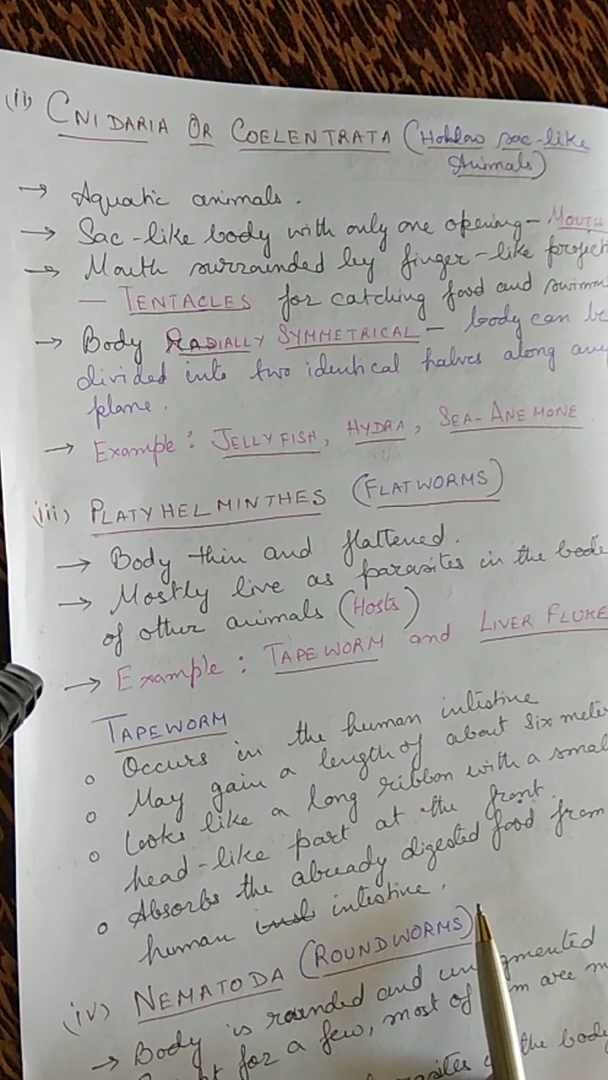 (ii) CNIDARIA OR COELENTRATA (Hollow sac-like
Animals)
→ Aquatic animals.
→ Sac-like body with only one opening - MOUTH
→ Mouth surrounded by finger-like project
— TENTACLES for catching food and swimm
→ Body RADIALLY SYMMETRICAL - body can be
divided into two identical halves along any
plane.
→ Example: JELLYFISH, HYDRA, SEA-ANEMONE
(iii) PLATYHELMINTHES (FLATWORMS)
→ Body thin and flattened.
→ Mostly live as parasites in the bodi
of other animals (Hosts)
→ Example: TAPEWORM and LIVER FLUKE
TAPEWORM
o Occurs in the human intestine
o May gain a length of about six meter
o Looks like a long ribbon with a small
head-like part at the front.
o Absorbs the already digested food from
human intestine.
(iv) NEMATODA (ROUNDWORMS)
→ Body is rounded and un gmented
for a few, most of m are m
the body